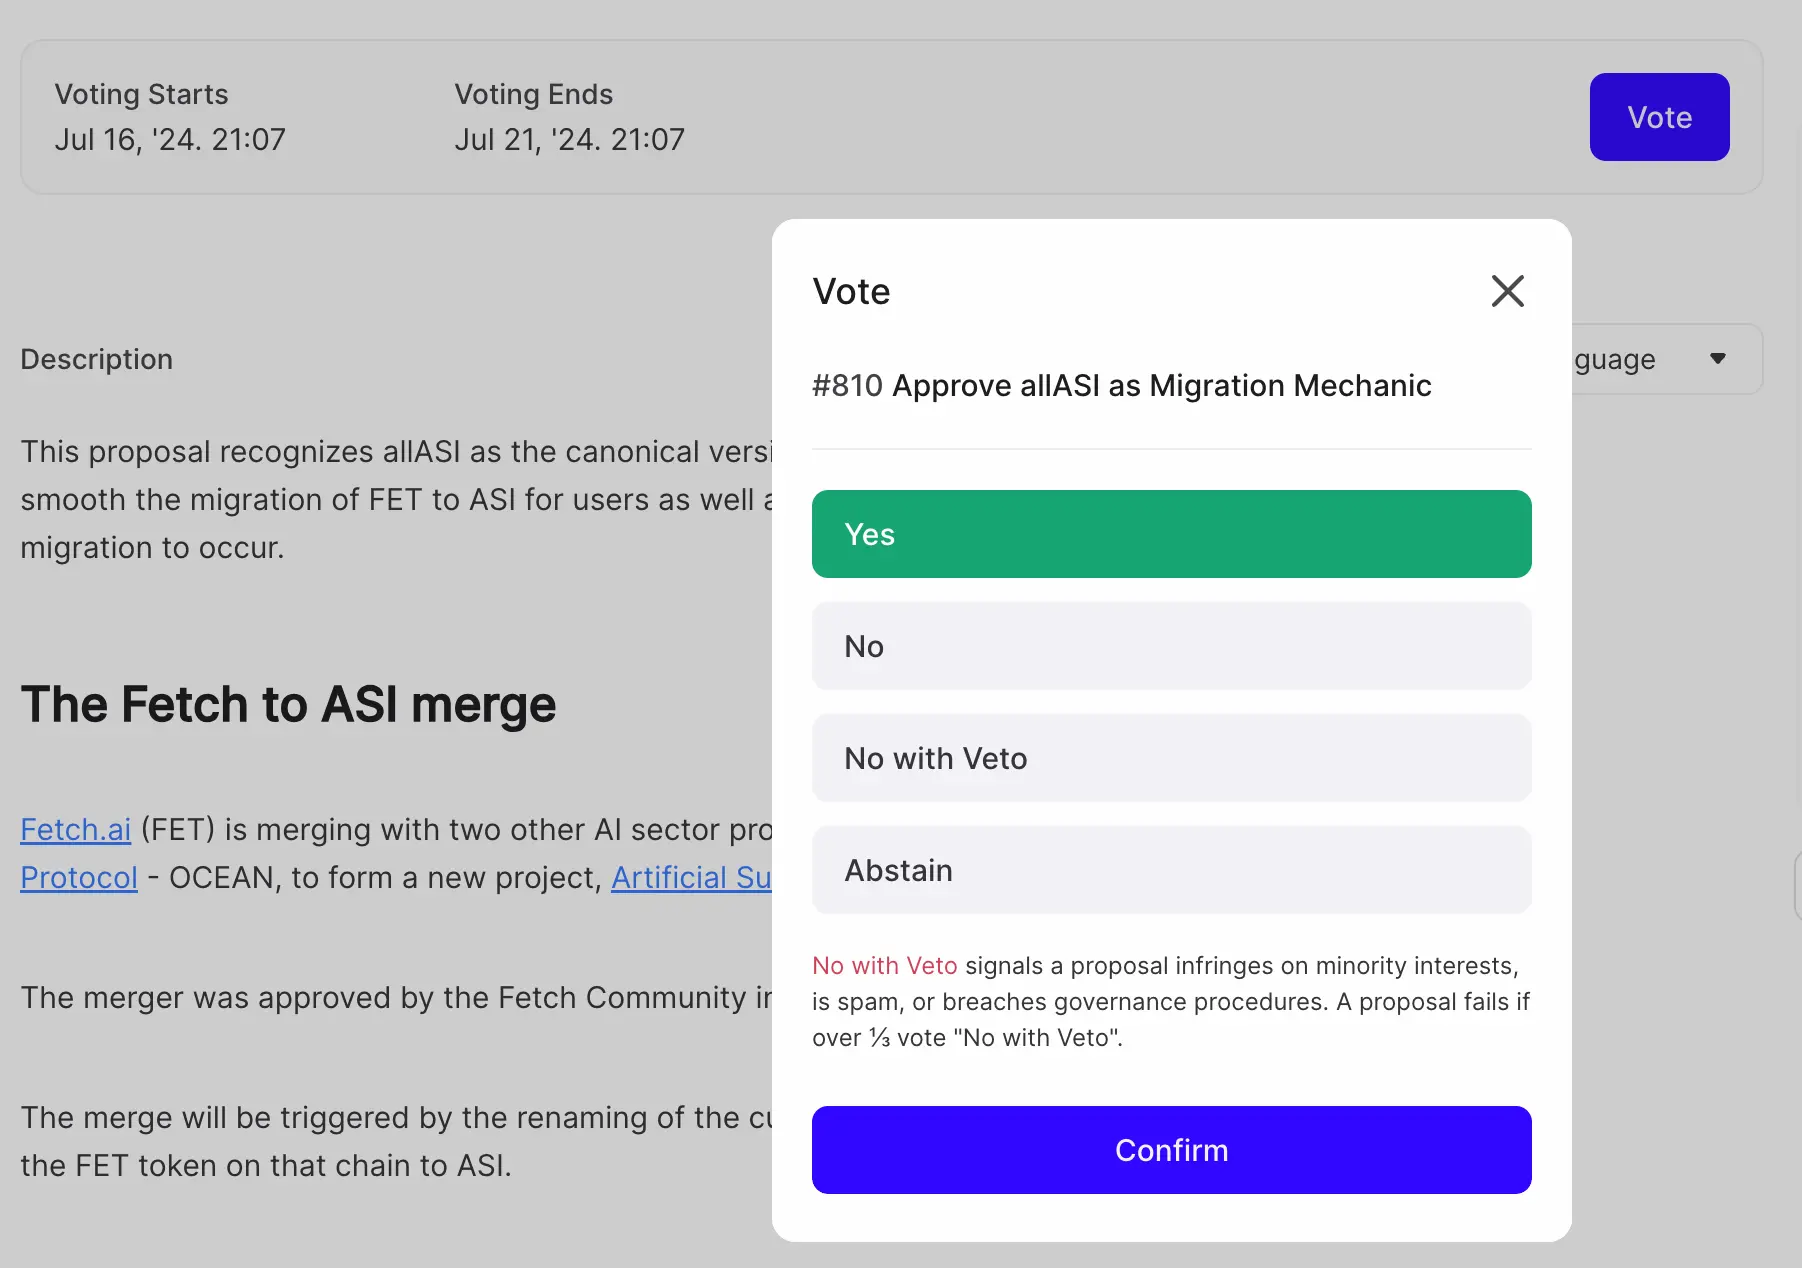 Voting Starts
Jul 16, '24. 21:07
Voting Ends
Jul 21, '24. 21:07
Vote
Description
guage
This proposal recognizes allASI as the canonical versi
smooth the migration of FET to ASI for users as well a
migration to occur.
The Fetch to ASI merge
Fetch.ai (FET) is merging with two other AI sector pro
Protocol - OCEAN, to form a new project, Artificial Su
The merger was approved by the Fetch Community in
The merge will be triggered by the renaming of the cu
the FET token on that chain to ASI.
Vote
#810 Approve allASI as Migration Mechanic
Yes
No
No with Veto
Abstain
No with Veto signals a proposal infringes on minority interests,
is spam, or breaches governance procedures. A proposal fails if
over ⅓ vote "No with Veto".
Confirm